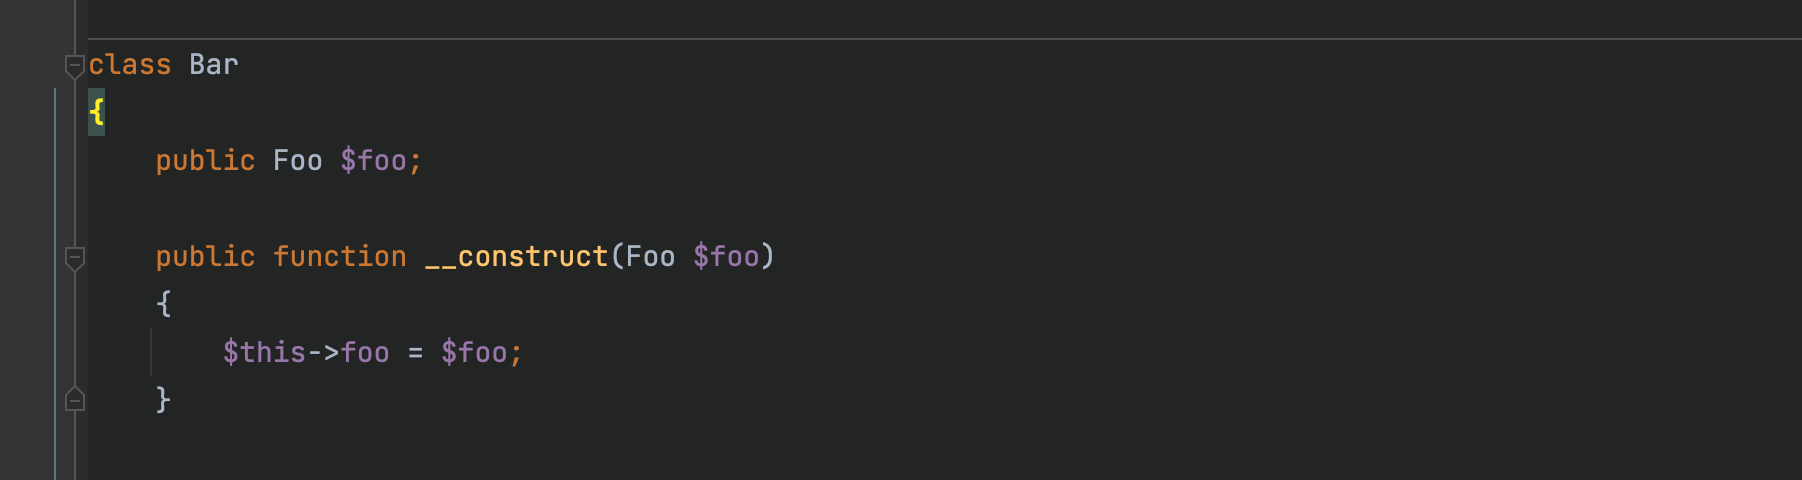 class Bar
{
    public Foo $foo;
    public function __construct(Foo $foo)
    {
        $this->foo = $foo;
    }